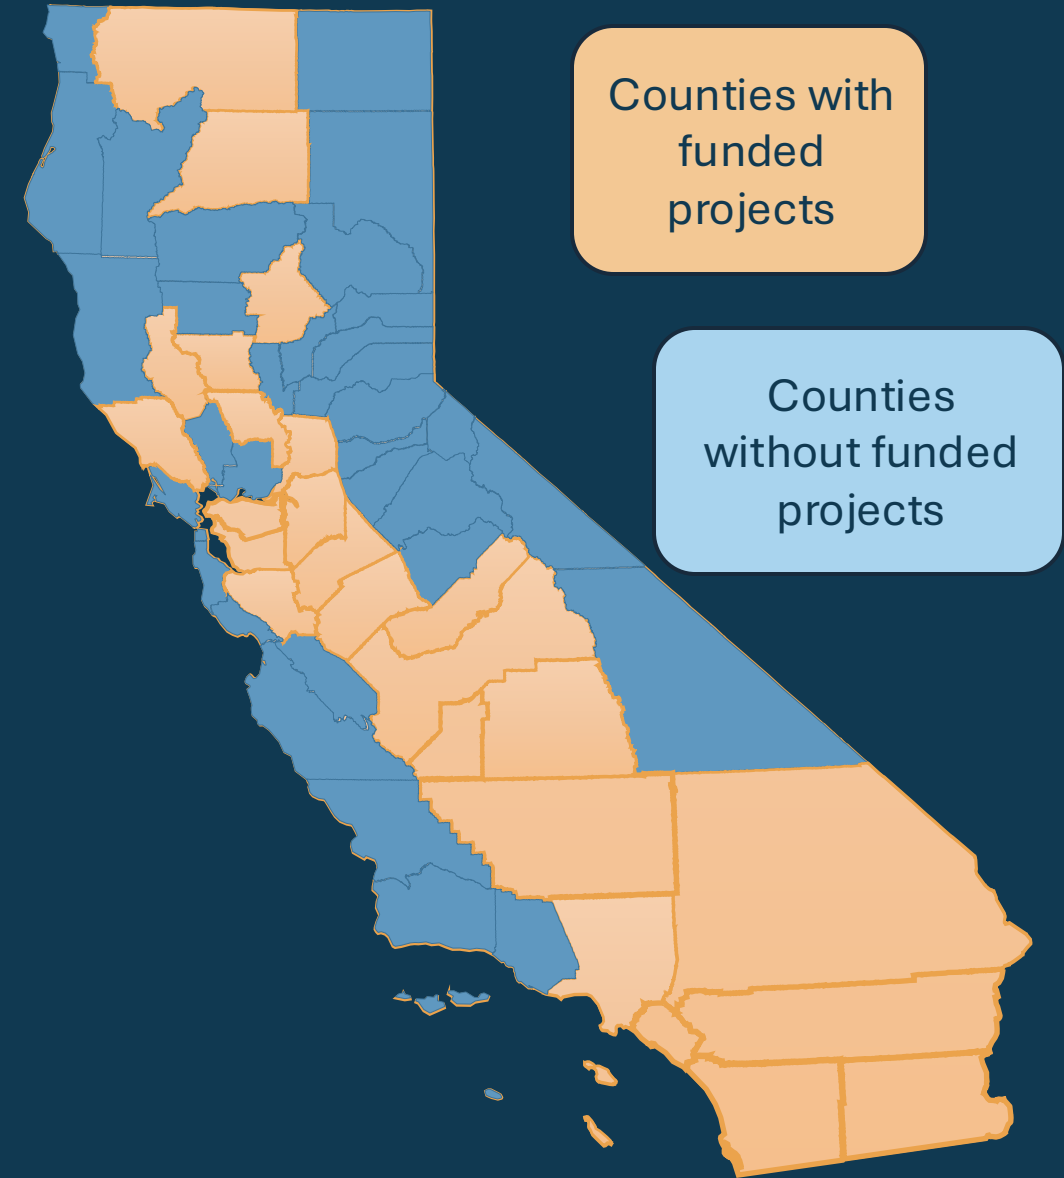 Counties with
funded
projects
Counties
without funded
projects